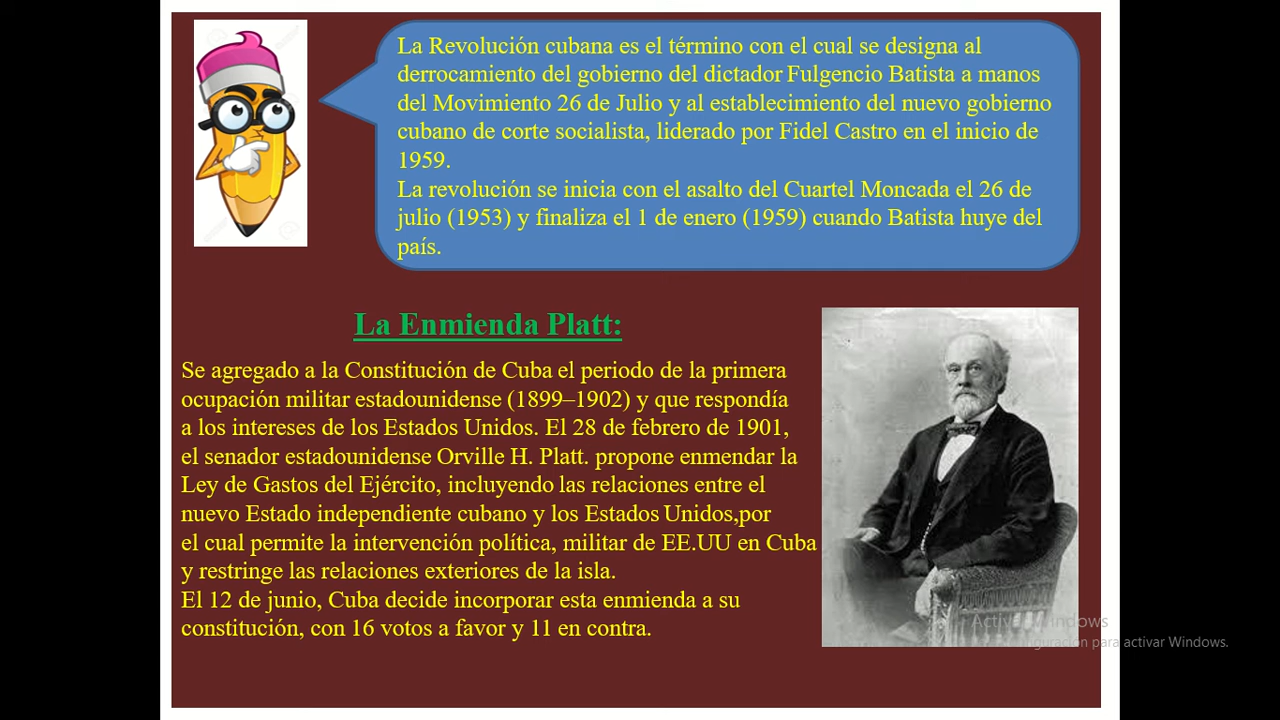 La Revolución cubana es el término con el cual se designa al
derrocamiento del gobierno del dictador Fulgencio Batista a manos
del Movimiento 26 de Julio y al establecimiento del nuevo gobierno
cubano de corte socialista, liderado por Fidel Castro en el inicio de
1959.
La revolución se inicia con el asalto del Cuartel Moncada el 26 de
julio (1953) y finaliza el 1 de enero (1959) cuando Batista huye del
país.
La Enmienda Platt:
Se agregado a la Constitución de Cuba el periodo de la primera
ocupación militar estadounidense (1899–1902) y que respondía
a los intereses de los Estados Unidos. El 28 de febrero de 1901,
el senador estadounidense Orville H. Platt. propone enmendar la
Ley de Gastos del Ejército, incluyendo las relaciones entre el
nuevo Estado independiente cubano y los Estados Unidos,por
el cual permite la intervención política, militar de EE.UU en Cuba
y restringe las relaciones exteriores de la isla.
El 12 de junio, Cuba decide incorporar esta enmienda a su
constitución, con 16 votos a favor y 11 en contra.
para activar Windows.